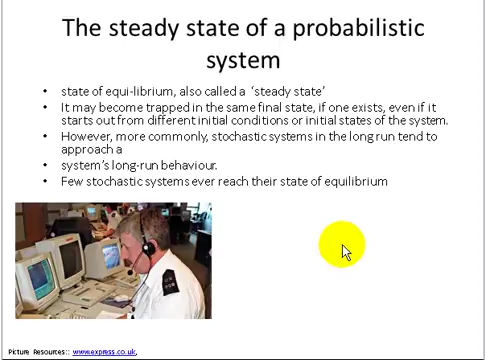 The steady state of a probabilistic
system
• state of equi-librium, also called a ‘steady state’
• It may become trapped in the same final state, if one exists, even if it
starts out from different initial conditions or initial states of the system.
• However, more commonly, stochastic systems in the long run tend to
approach a
• system’s long-run behaviour.
• Few stochastic systems ever reach their state of equilibrium
Picture Resources:: www.express.co.uk,